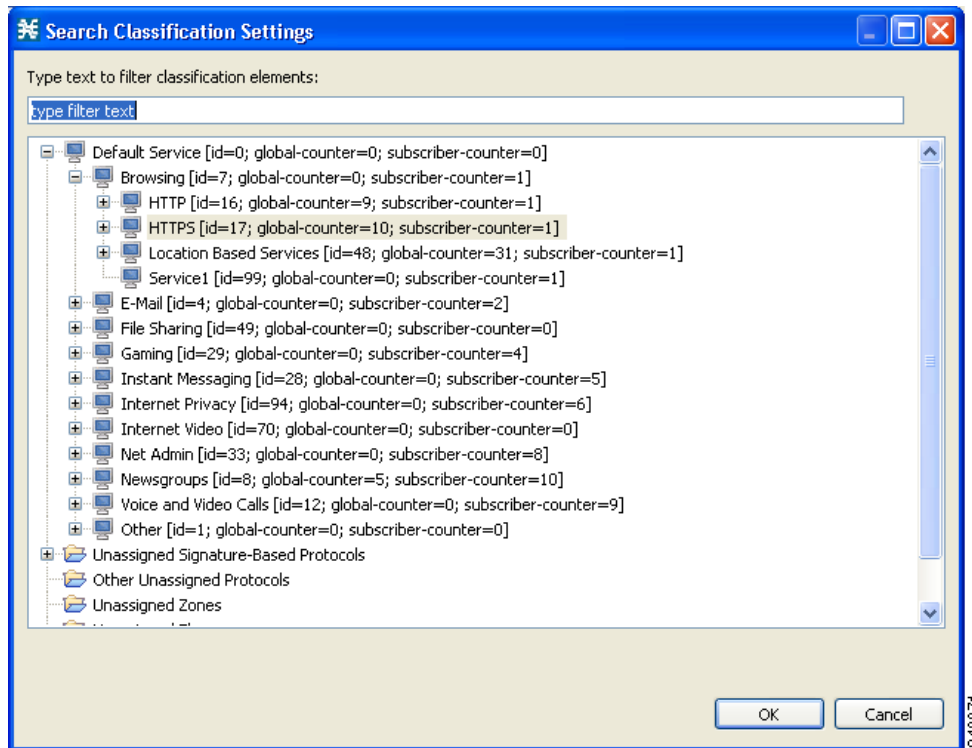 Search Classification Settings
Type text to filter classification elements:
type filter text
Default Service [id=0; global-counter=0; subscriber-counter=0]
Browsing [id=7; global-counter=0; subscriber-counter=1]
HTTP [id=16; global-counter=9; subscriber-counter=1]
HTTPS [id=17; global-counter=10; subscriber-counter=1]
Location Based Services [id=48; global-counter=31; subscriber-counter=1]
Service1 [id=99; global-counter=0; subscriber-counter=1]
E-Mail [id=4; global-counter=0; subscriber-counter=2]
File Sharing [id=49; global-counter=0; subscriber-counter=0]
Gaming [id=29; global-counter=0; subscriber-counter=4]
Instant Messaging [id=28; global-counter=0; subscriber-counter=5]
Internet Privacy [id=94; global-counter=0; subscriber-counter=6]
Internet Video [id=70; global-counter=0; subscriber-counter=0]
Net Admin [id=33; global-counter=0; subscriber-counter=8]
Newsgroups [id=8; global-counter=5; subscriber-counter=10]
Voice and Video Calls [id=12; global-counter=0; subscriber-counter=9]
Other [id=1; global-counter=0; subscriber-counter=0]
Unassigned Signature-Based Protocols
Other Unassigned Protocols
Unassigned Zones
OK
Cancel